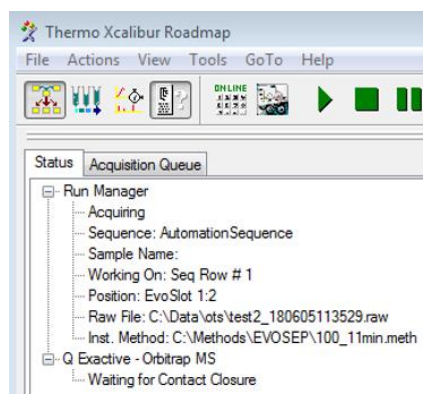 Thermo Xcalibur Roadmap
File Actions View Tools GoTo Help
ONLINE
Status Acquisition Queue
Run Manager
Acquiring
Sequence: AutomationSequence
Sample Name:
Working On: Seq Row # 1
Position: EvoSlot 1:2
Raw File: C:\Data\ots\test2_180605113529.raw
Inst. Method: C:\Methods\EVOSEP\100_11min.meth
Q Exactive - Orbitrap MS
Waiting for Contact Closure